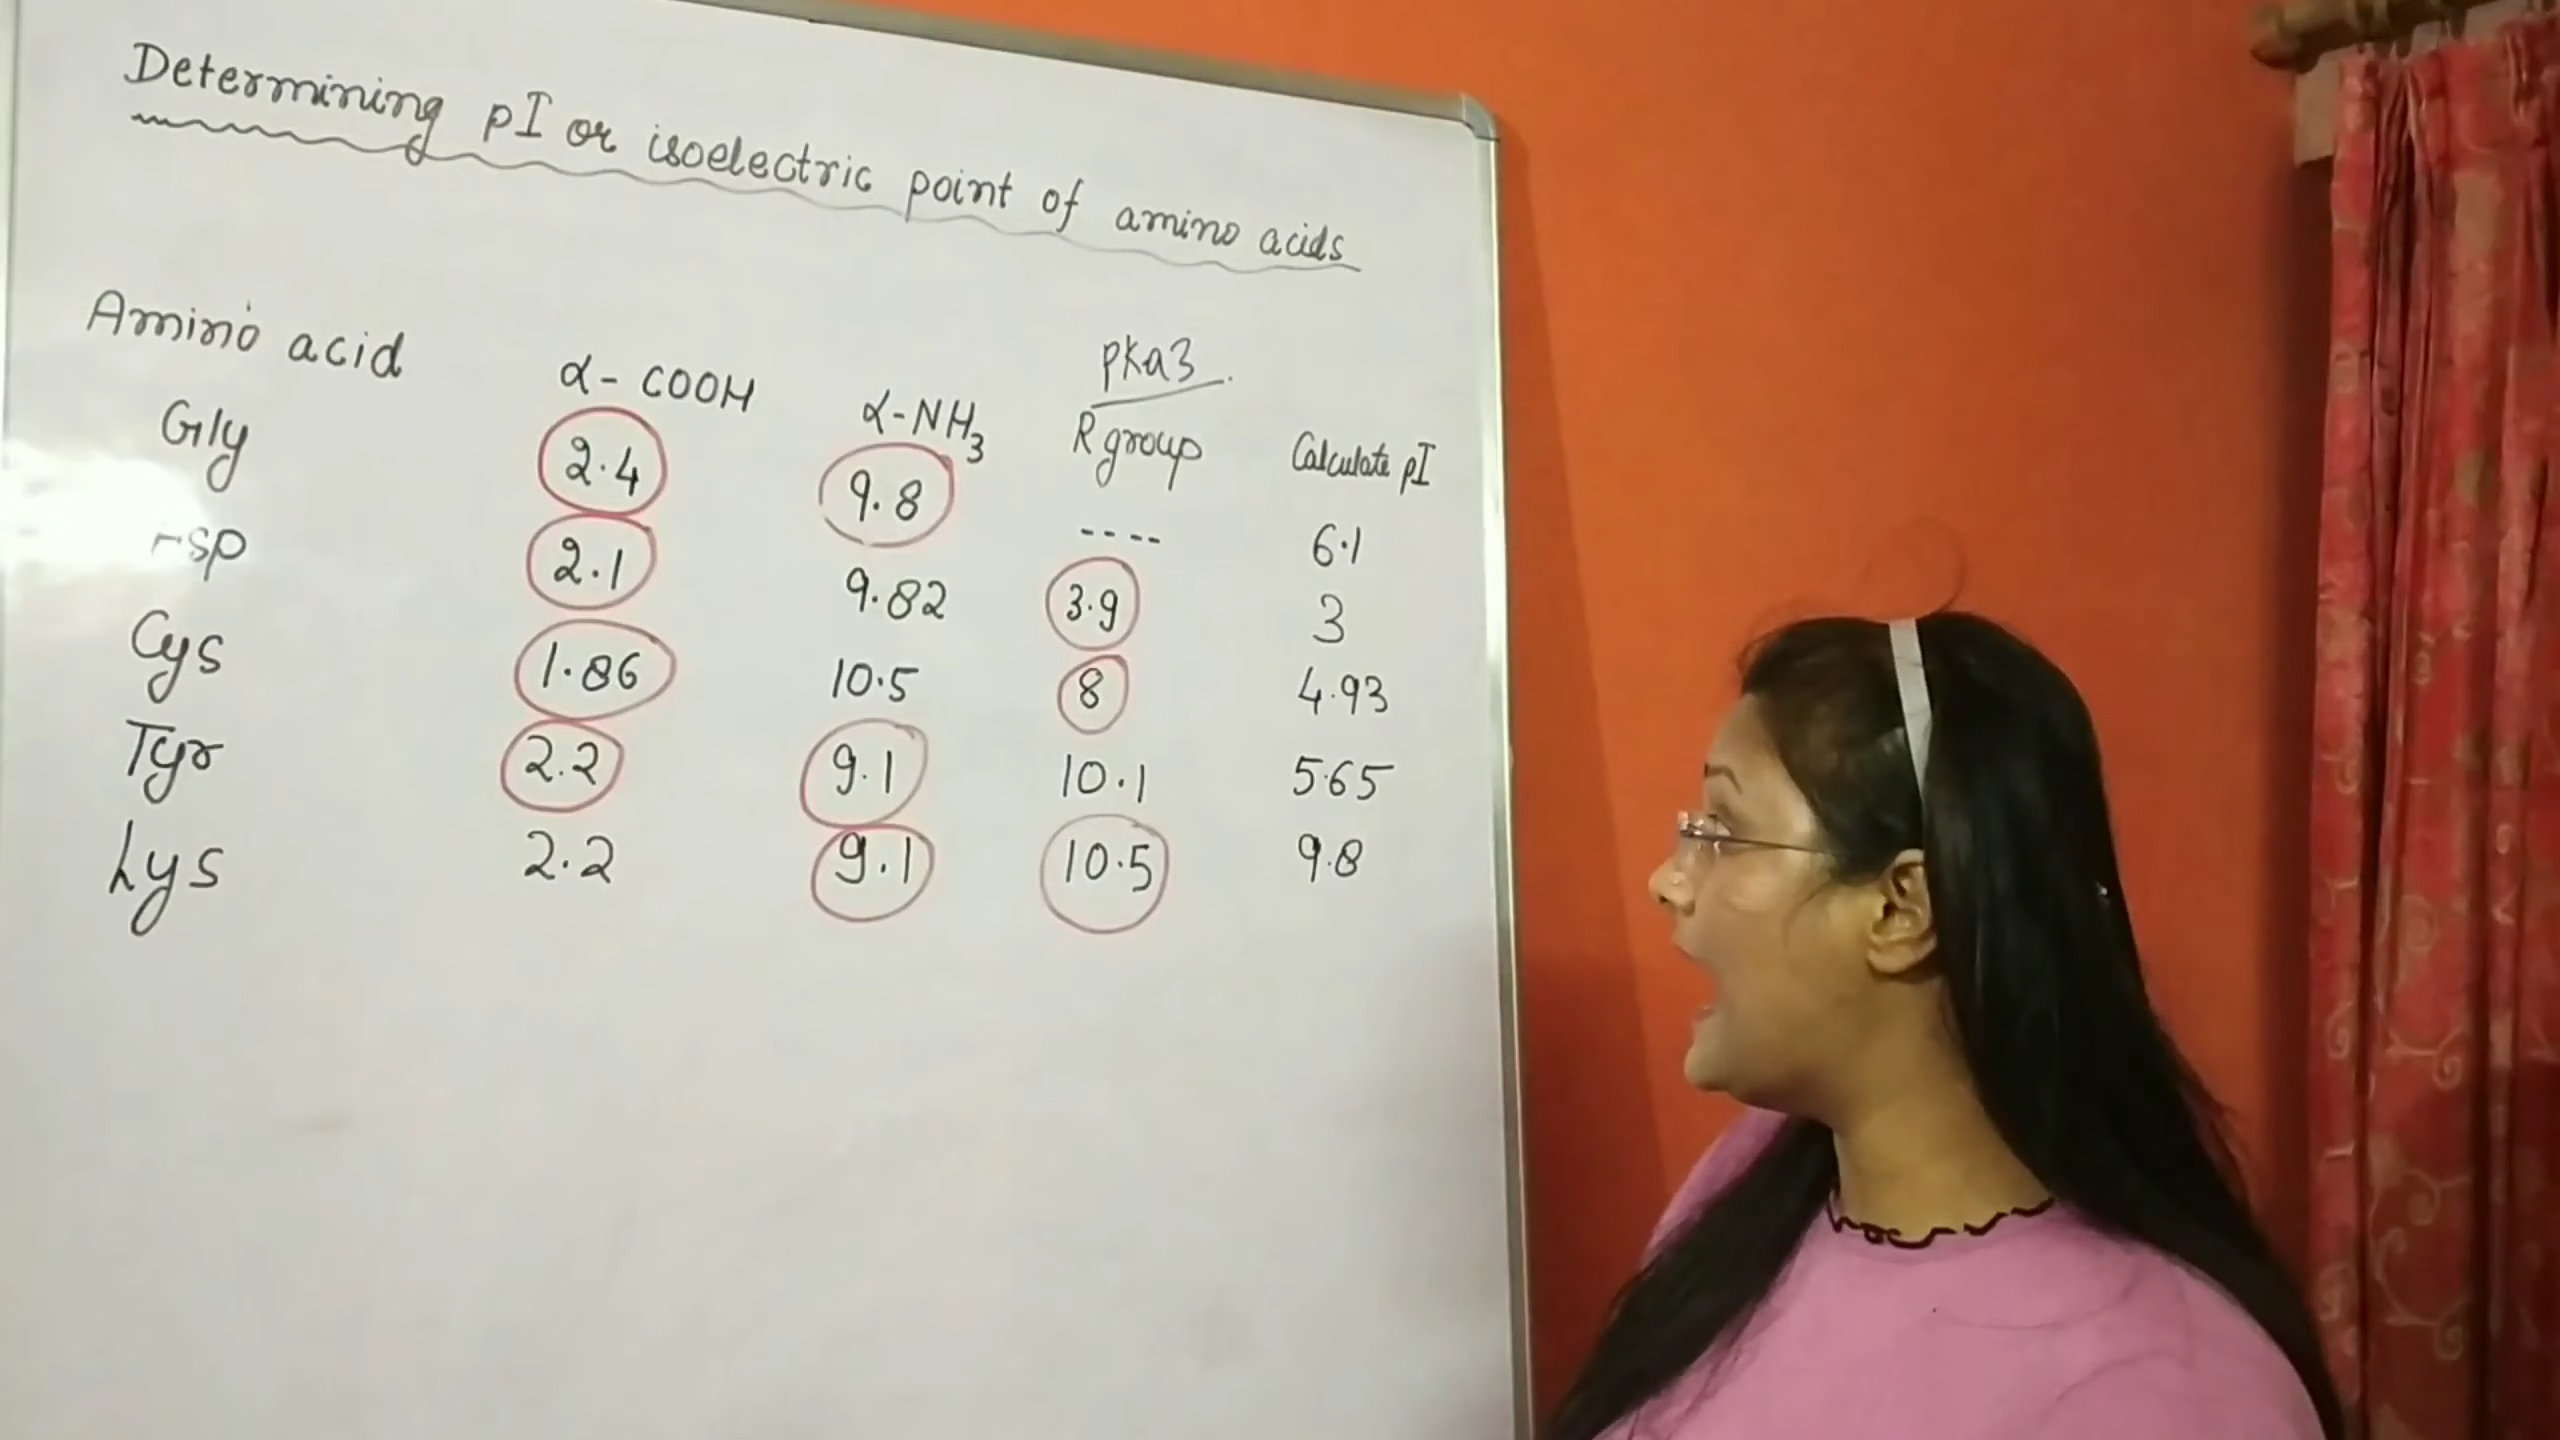 Determining pI or isoelectric point of amino acids
Amino acid α- COOH α-NH3 pKa3 R group Calculate pI
Gly 2.4 9.8 ---- 6.1
2.1 9.82 3.9 3
Cys 1.86 10.5 8 4.93
Tyr 2.2 9.1 10.1 5.65
Lys 2.2 9.1 10.5 9.8